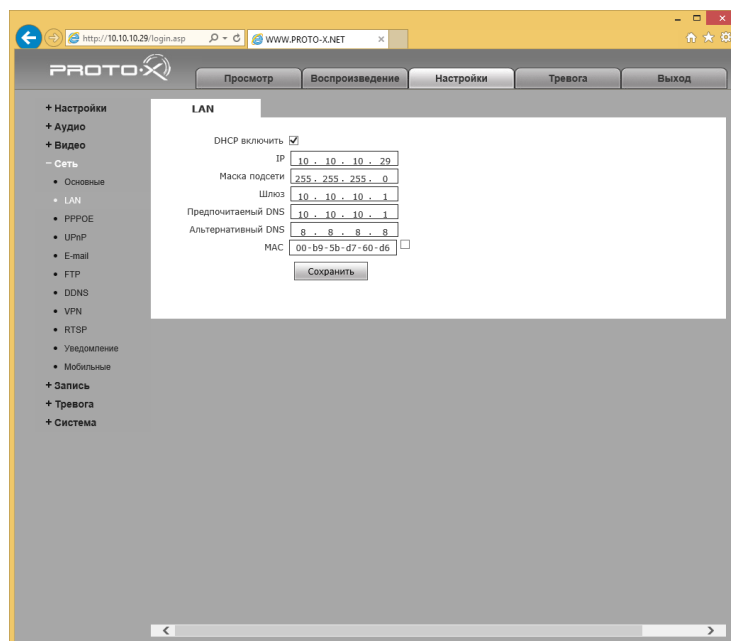 http://10.10.10.29/login.asp
WWW.PROTO-X.NET
PROTO-X
Просмотр
Воспроизведение
Настройки
Тревога
Выход
+ Настройки
+ Аудио
+ Видео
− Сеть
• Основные
• LAN
• PPPOE
• UPnP
• E-mail
• FTP
• DDNS
• VPN
• RTSP
• Уведомление
• Мобильные
+ Запись
+ Тревога
+ Система
LAN
DHCP включить
IP 10 . 10 . 10 . 29
Маска подсети 255 . 255 . 255 . 0
Шлюз 10 . 10 . 10 . 1
Предпочитаемый DNS 10 . 10 . 10 . 1
Альтернативный DNS 8 . 8 . 8 . 8
MAC 00-b9-5b-d7-60-d6
Сохранить